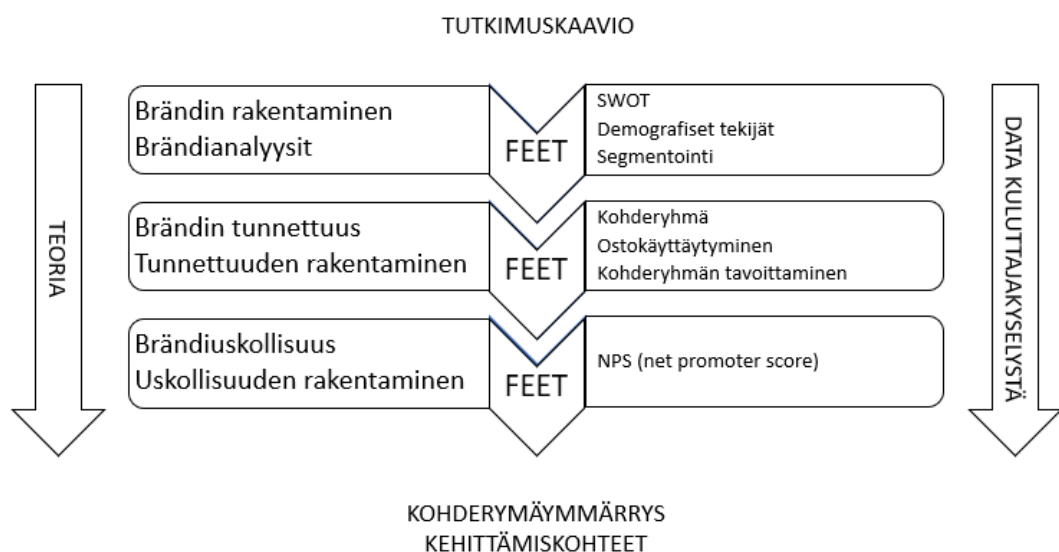 TUTKIMUSKAAVIO
TEORIA
Brändin rakentaminen
Brändianalyysit
FEET
SWOT
Demografiset tekijät
Segmentointi
Brändin tunnettuus
Tunnettuuden rakentaminen
FEET
Kohderyhmä
Ostokäyttäytyminen
Kohderyhmän tavoittaminen
Brändiuskollisuus
Uskollisuuden rakentaminen
FEET
NPS (net promoter score)
DATA KULUTTAJAKYSELYSTÄ
KOHDERYMÄYMMÄRRYS
KEHITTÄMISKOHTEET